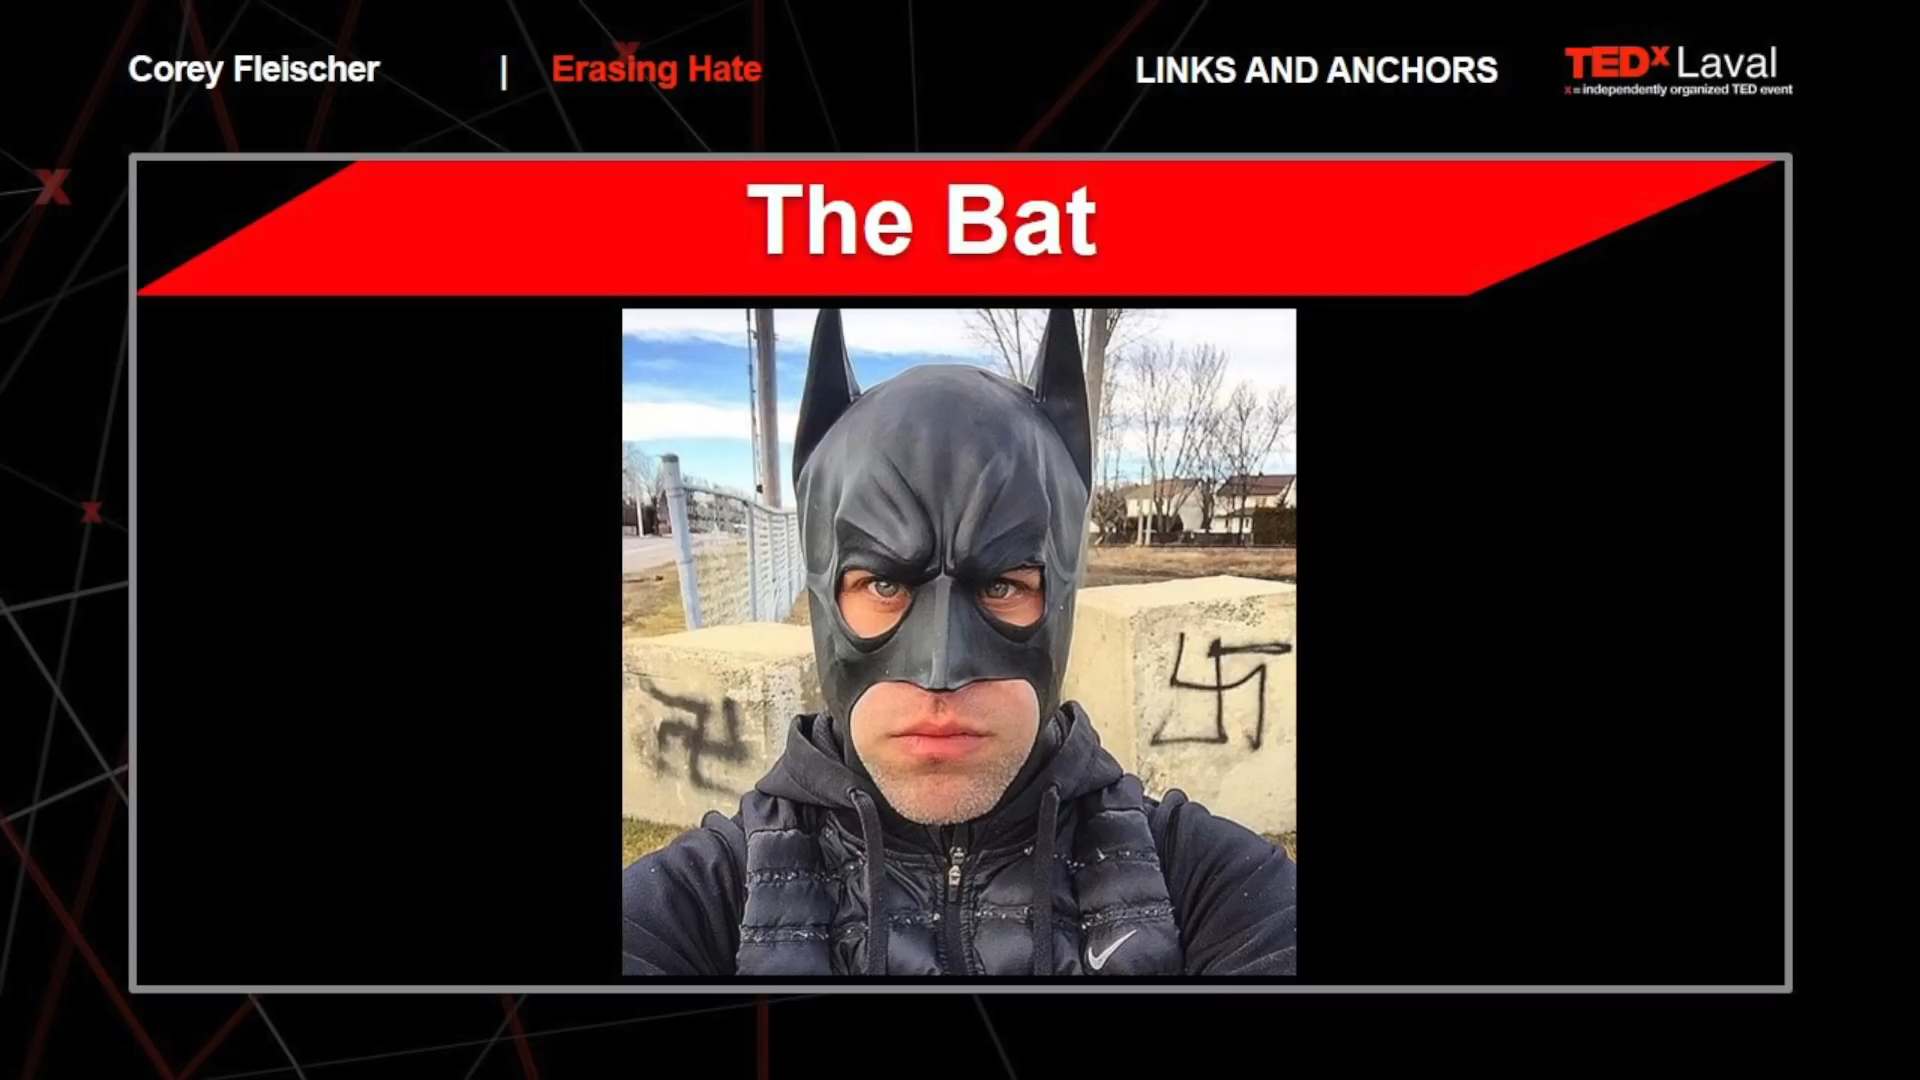 Corey Fleischer | Erasing Hate LINKS AND ANCHORS TEDx Laval
x = independently organized TED event
The Bat